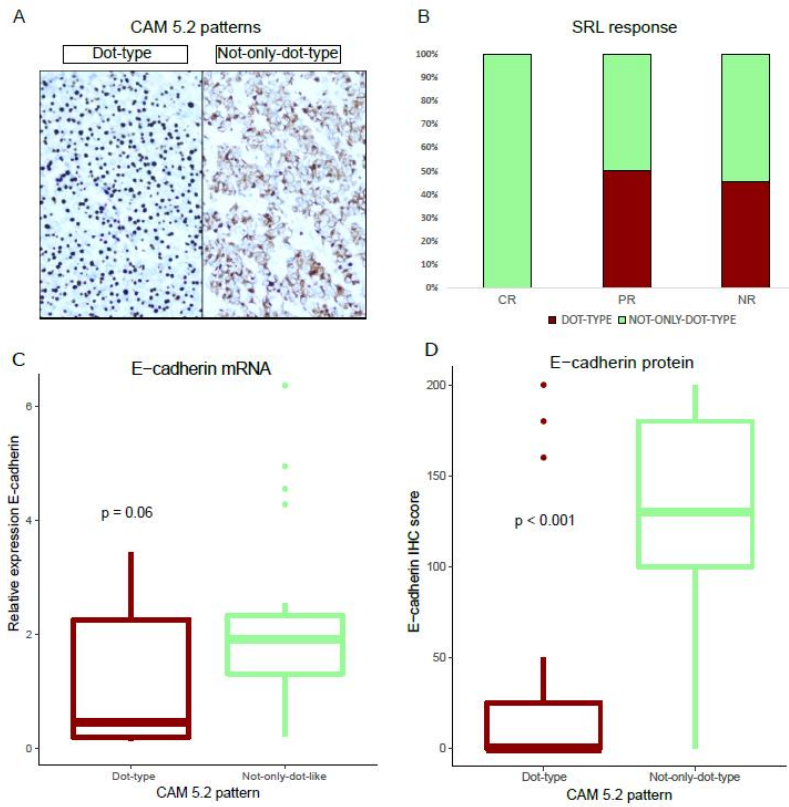 A
CAM 5.2 patterns
Dot-type
Not-only-dot-type
B
SRL response
100%
90%
80%
70%
60%
50%
40%
30%
20%
10%
0%
CR
PR
NR
DOT-TYPE
NOT-ONLY-DOT-TYPE
C
E−cadherin mRNA
Relative expression E-cadherin
6
4
2
0
p = 0.06
Dot-type
Not-only-dot-like
CAM 5.2 pattern
D
E−cadherin protein
E-cadherin IHC score
200
150
100
50
0
p < 0.001
Dot-type
Not-only-dot-type
CAM 5.2 pattern